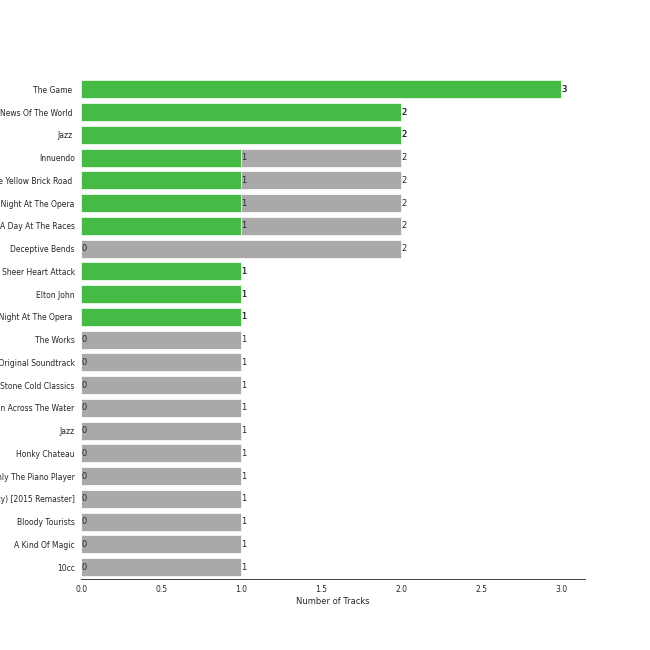 The Game 3
News Of The World 2
Jazz 2
Innuendo 1 2
Yellow Brick Road 1 2
Night At The Opera 1 2
A Day At The Races 1 2
Deceptive Bends 0 2
Sheer Heart Attack 1
Elton John 1
Night At The Opera 1
The Works 0 1
Original Soundtrack 0 1
Stone Cold Classics 0 1
Across The Water 0 1
Jazz 0 1
Honky Chateau 0 1
The Piano Player 0 1
[2015 Remaster] 0 1
Bloody Tourists 0 1
A Kind Of Magic 0 1
10cc 0 1
0.0 0.5 1.0 1.5 2.0 2.5 3.0
Number of Tracks